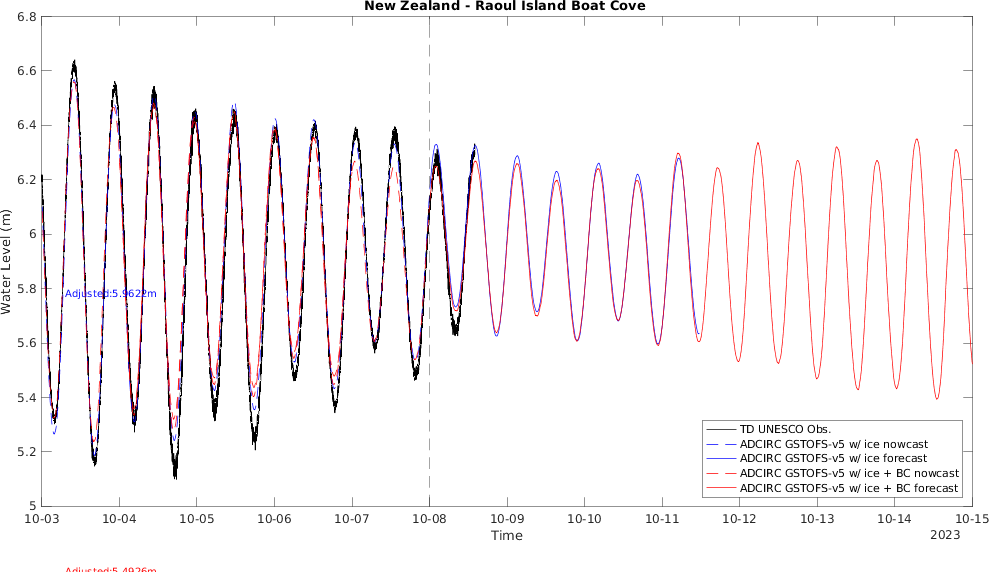 New Zealand - Raoul Island Boat Cove
6.8
6.6
6.4
6.2
6
5.8
5.6
5.4
5.2
5
Water Level (m)
Adjusted:5.9622m
TD UNESCO Obs.
ADCIRC GSTOFS-v5 w/ ice nowcast
ADCIRC GSTOFS-v5 w/ ice forecast
ADCIRC GSTOFS-v5 w/ ice + BC nowcast
ADCIRC GSTOFS-v5 w/ ice + BC forecast
10-03 10-04 10-05 10-06 10-07 10-08 10-09 10-10 10-11 10-12 10-13 10-14 10-15
Time
2023
Adjusted:5.4926m